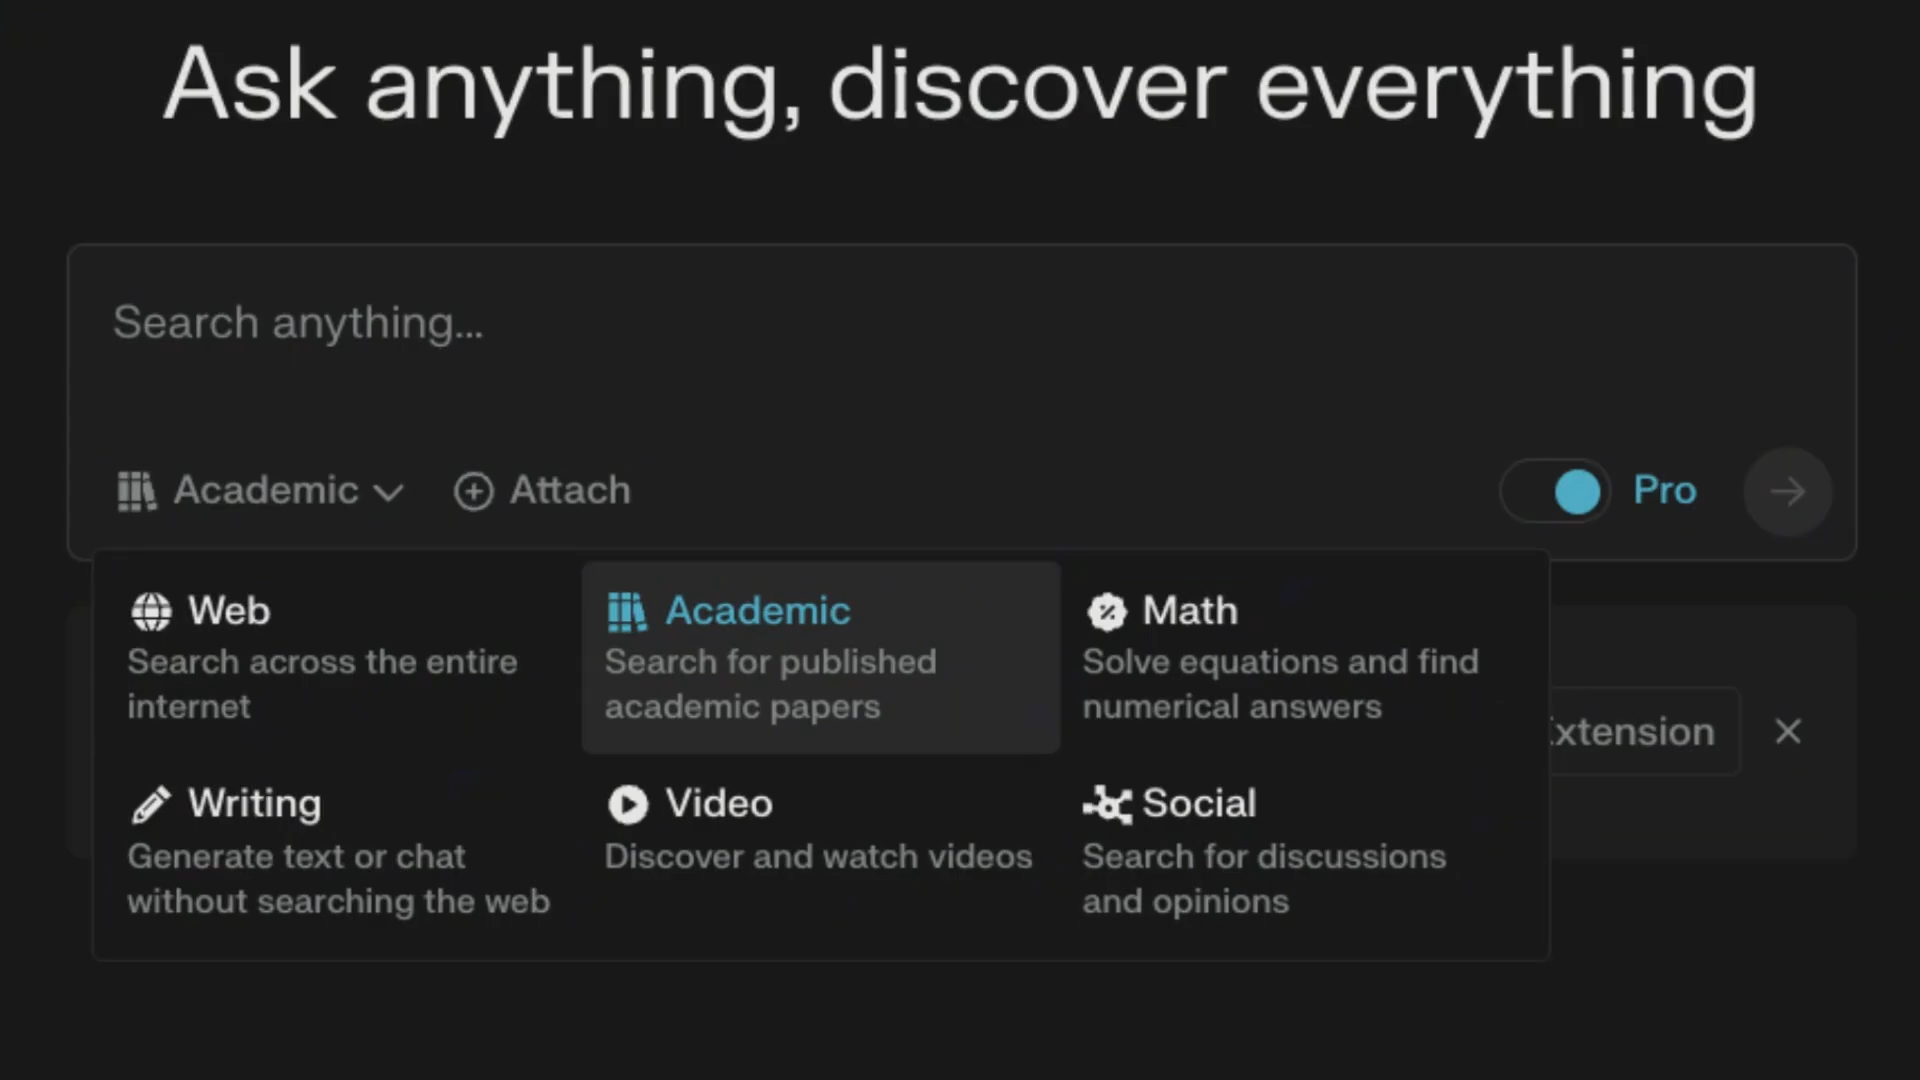 Ask anything, discover everything
Search anything...
Academic
Attach
Pro
Web
Search across the entire
internet
Academic
Search for published
academic papers
Math
Solve equations and find
numerical answers
Writing
Generate text or chat
without searching the web
Video
Discover and watch videos
Social
Search for discussions
and opinions
xtension